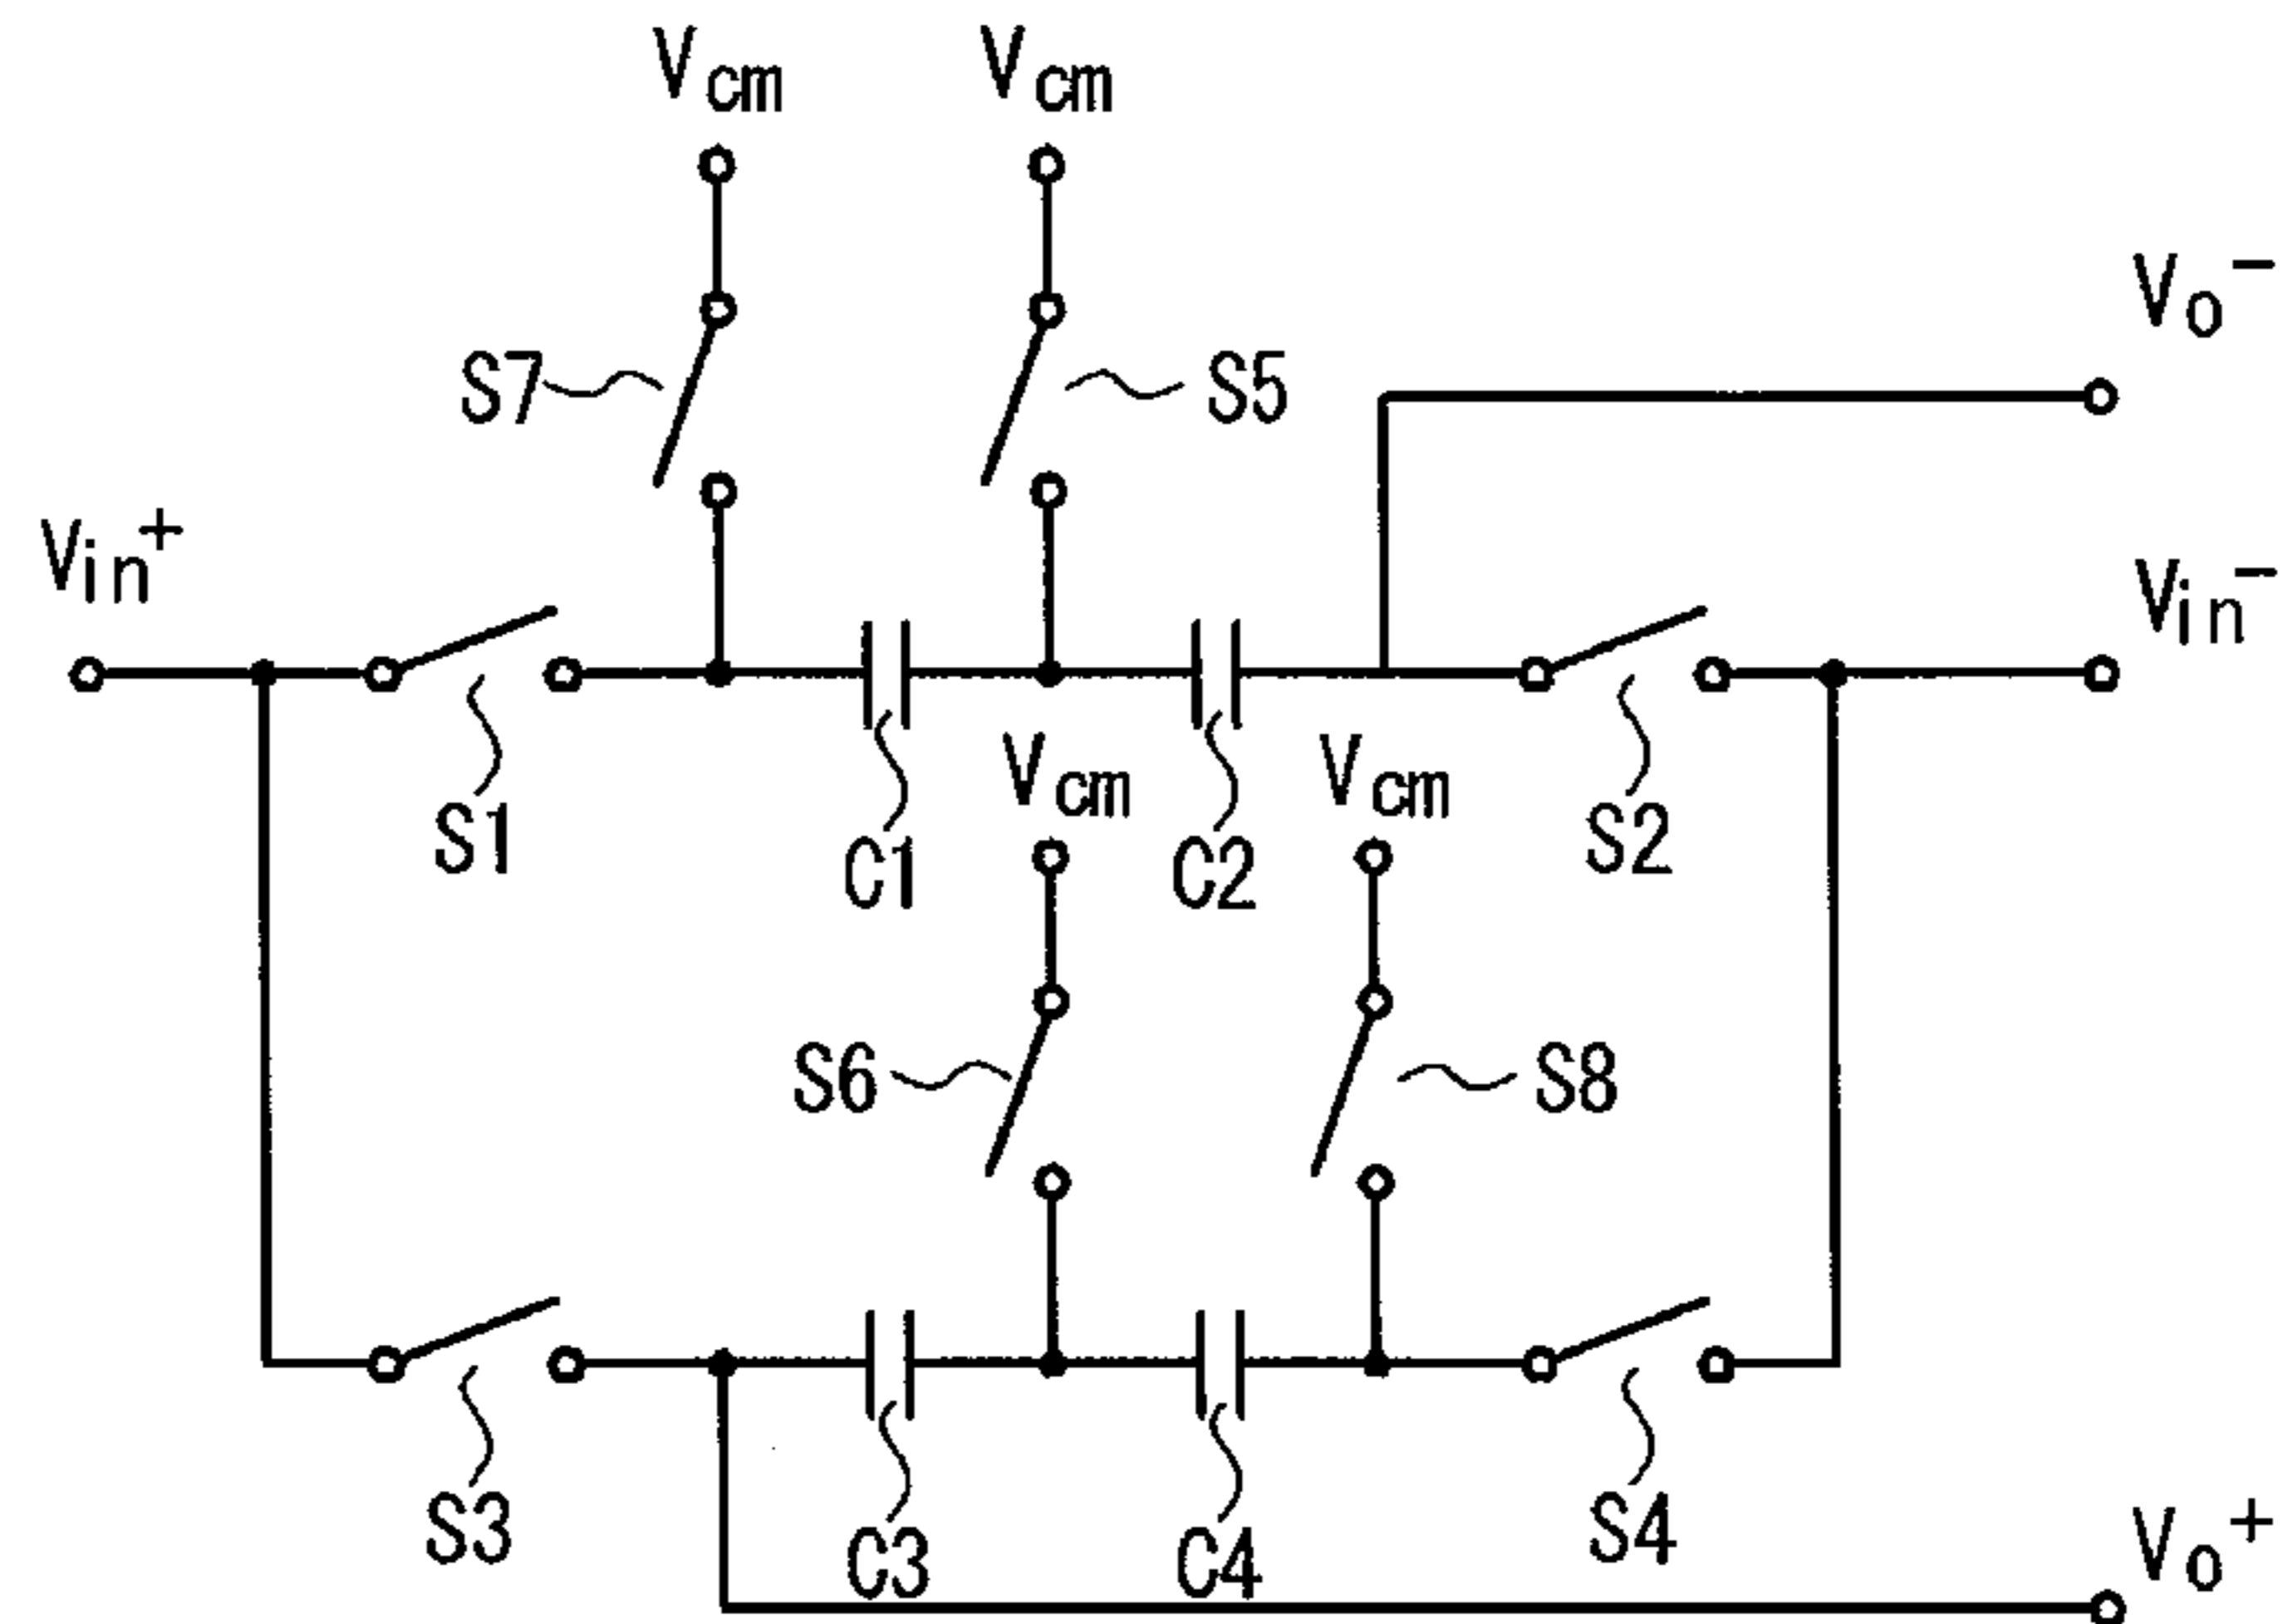 Vcm Vcm
Vo−
S7 S5
Vin+ Vin−
Vcm Vcm
S1 C1 C2 S2
S6 S8
S3 C3 C4 S4
Vo+